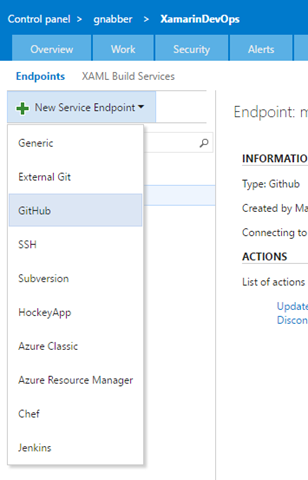 Control panel > gnabber > XamarinDevOps
Overview Work Security Alerts
Endpoints XAML Build Services
New Service Endpoint
Generic
External Git
GitHub
SSH
Subversion
HockeyApp
Azure Classic
Azure Resource Manager
Chef
Jenkins
Endpoint: m
INFORMATIO
Type: Github
Created by Ma
Connecting to
ACTIONS
List of actions
Update
Discon